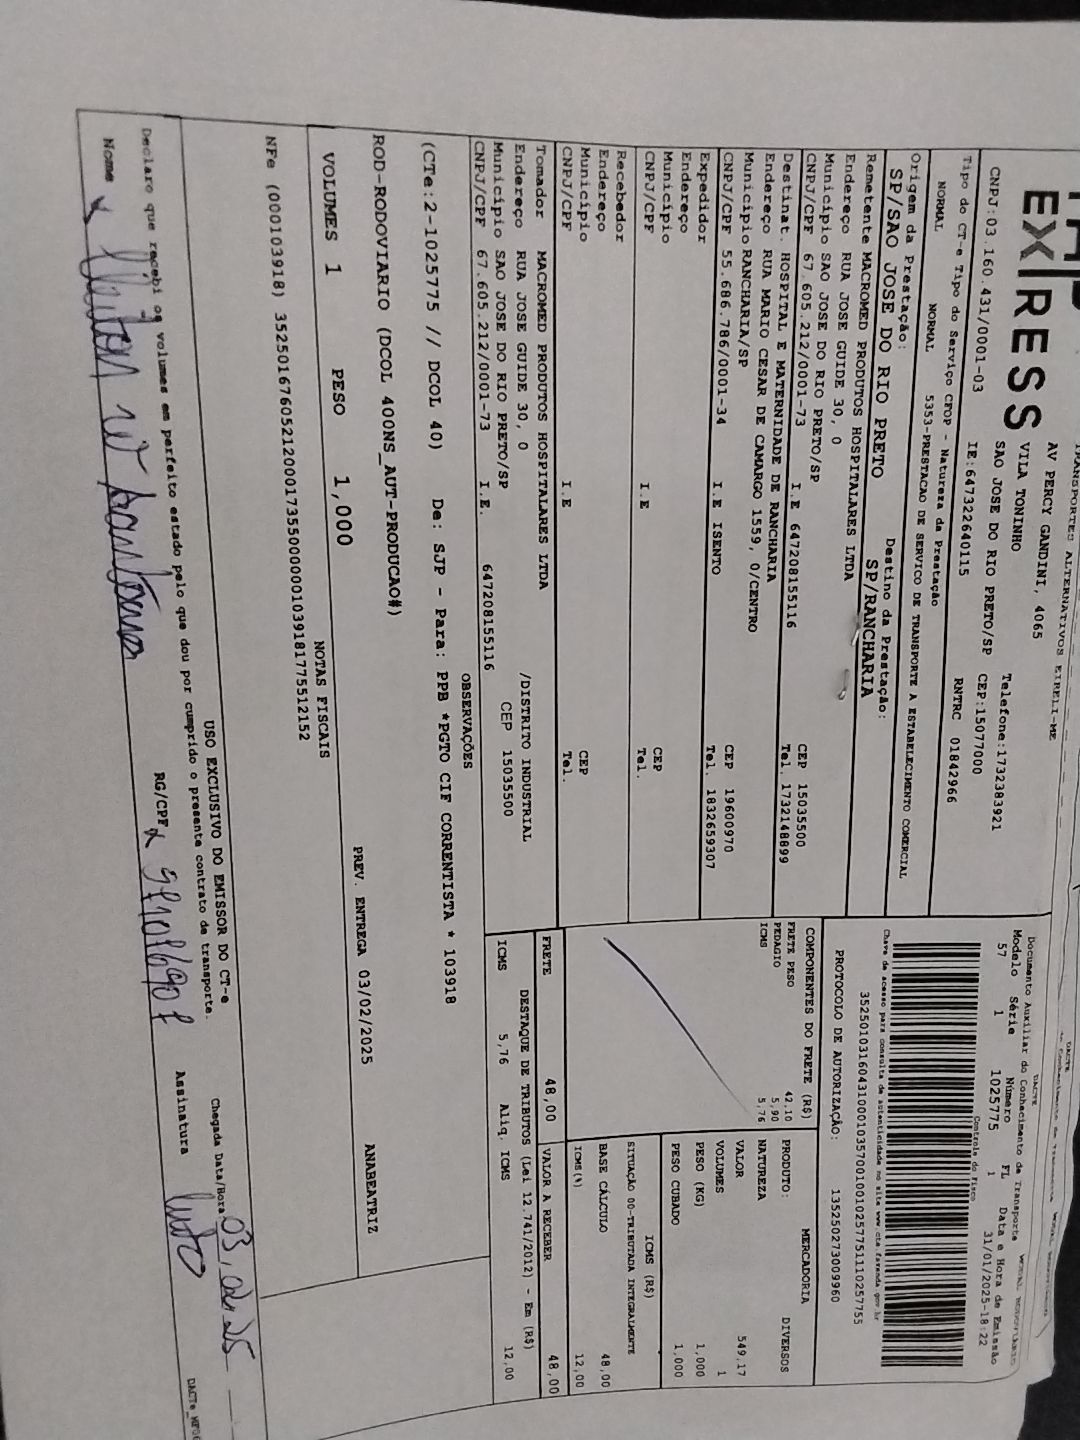 EXPRESS
TRANSPORTES ALTERNATIVOS EIRELI-ME
AV PERCY GANDINI, 4065
VILA TONINHO
SAO JOSE DO RIO PRETO/SP
Telefone:1732383921
CEP:15077000
CNPJ:03.160.431/0001-03 IE:647322640115 RNTRC 01842966
DACTE
Documento Auxiliar do Conhecimento de Transporte
Modelo Série Número FL Data e Hora de Emissão
57 1 1025775 1 31/01/2025-18:22
Controle do Fisco
Tipo do CT-e Tipo do Serviço CFOP - Natureza da Prestação
NORMAL NORMAL 5353-PRESTACAO DE SERVICO DE TRANSPORTE A ESTABELECIMENTO COMERCIAL
Chave de acesso para consulta de autenticidade no site www.cte.fazenda.gov.br
35250103160431000103570010010257751110257755
Origem da Prestação: Destino da Prestação:
SP/SAO JOSE DO RIO PRETO SP/RANCHARIA
PROTOCOLO DE AUTORIZAÇÃO: 135250273009960
Remetente MACROMED PRODUTOS HOSPITALARES LTDA
Endereço RUA JOSE GUIDE 30, 0
Município SAO JOSE DO RIO PRETO/SP CEP 15035500
CNPJ/CPF 67.605.212/0001-73 I.E 647208155116 Tel. 1732148899
Destinat. HOSPITAL E MATERNIDADE DE RANCHARIA
Endereço RUA MARIO CESAR DE CAMARGO 1559, 0/CENTRO
Município RANCHARIA/SP CEP 19600970
CNPJ/CPF 55.686.786/0001-34 I.E ISENTO Tel. 1832659307
Expedidor
Endereço
Município CEP
CNPJ/CPF I.E Tel.
Recebedor
Endereço
Município CEP
CNPJ/CPF I.E Tel.
Tomador MACROMED PRODUTOS HOSPITALARES LTDA
Endereço RUA JOSE GUIDE 30, 0 /DISTRITO INDUSTRIAL
Município SAO JOSE DO RIO PRETO/SP CEP 15035500
CNPJ/CPF 67.605.212/0001-73 I.E. 647208155116
COMPONENTES DO FRETE (R$)
FRETE PESO 42,10
PEDAGIO 5,90
ICMS 5,76
MERCADORIA
PRODUTO: DIVERSOS
NATUREZA
VALOR 549,17
VOLUMES 1
PESO (KG) 1,000
PESO CUBADO 1,000
ICMS (R$)
SITUAÇÃO 00-TRIBUTADA INTEGRALMENTE
BASE CÁLCULO 48,00
ICMS(%) 12,00
FRETE 48,00 VALOR A RECEBER 48,00
DESTAQUE DE TRIBUTOS (Lei 12.741/2012) - Em (R$)
ICMS 5,76 Aliq. ICMS 12,00
OBSERVAÇÕES
(CTe:2-1025775 // DCOL 40) De: SJP - Para: PPB *PGTO CIF CORRENTISTA * 103918
ROD-RODOVIARIO (DCOL 400NS_AUT-PRODUCAO#)
VOLUMES 1 PESO 1,000 PREV. ENTREGA 03/02/2025 ANABEATRIZ
NOTAS FISCAIS
NFe (000103918) 35250167605212000173550000001039181775512152
USO EXCLUSIVO DO EMISSOR DO CT-e
Declaro que recebi os volumes em perfeito estado pelo que dou por cumprido o presente contrato de transporte.
Chegada Data/Hora 03,02,25
Nome x RG/CPF x Assinatura